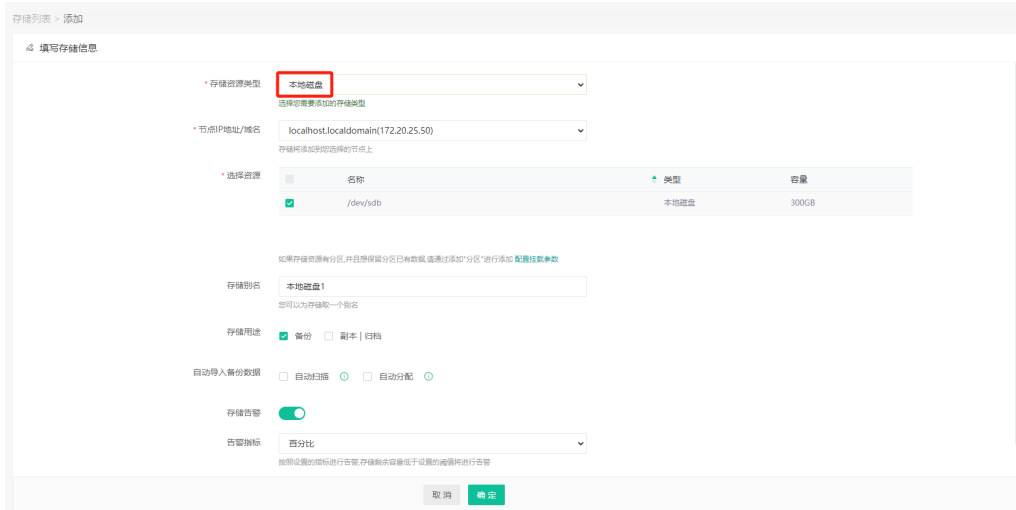 存储列表 > 添加
填写存储信息
* 存储资源类型 本地磁盘
选择您需要添加的存储类型
* 节点IP地址/域名 localhost.localdomain(172.20.25.50)
存储将添加到您选择的节点上
* 选择资源 名称 类型 容量
/dev/sdb 本地磁盘 300GB
如果存储资源有分区,并且想保留分区已有数据,请通过添加"分区"进行添加 配置挂载参数
存储别名 本地磁盘1
您可以为存储取一个别名
存储用途 备份 副本 | 归档
自动导入备份数据 自动扫描 自动分配
存储告警
告警指标 百分比
按照设置的指标进行告警,存储剩余容量低于设置的阈值将进行告警
取消 确定